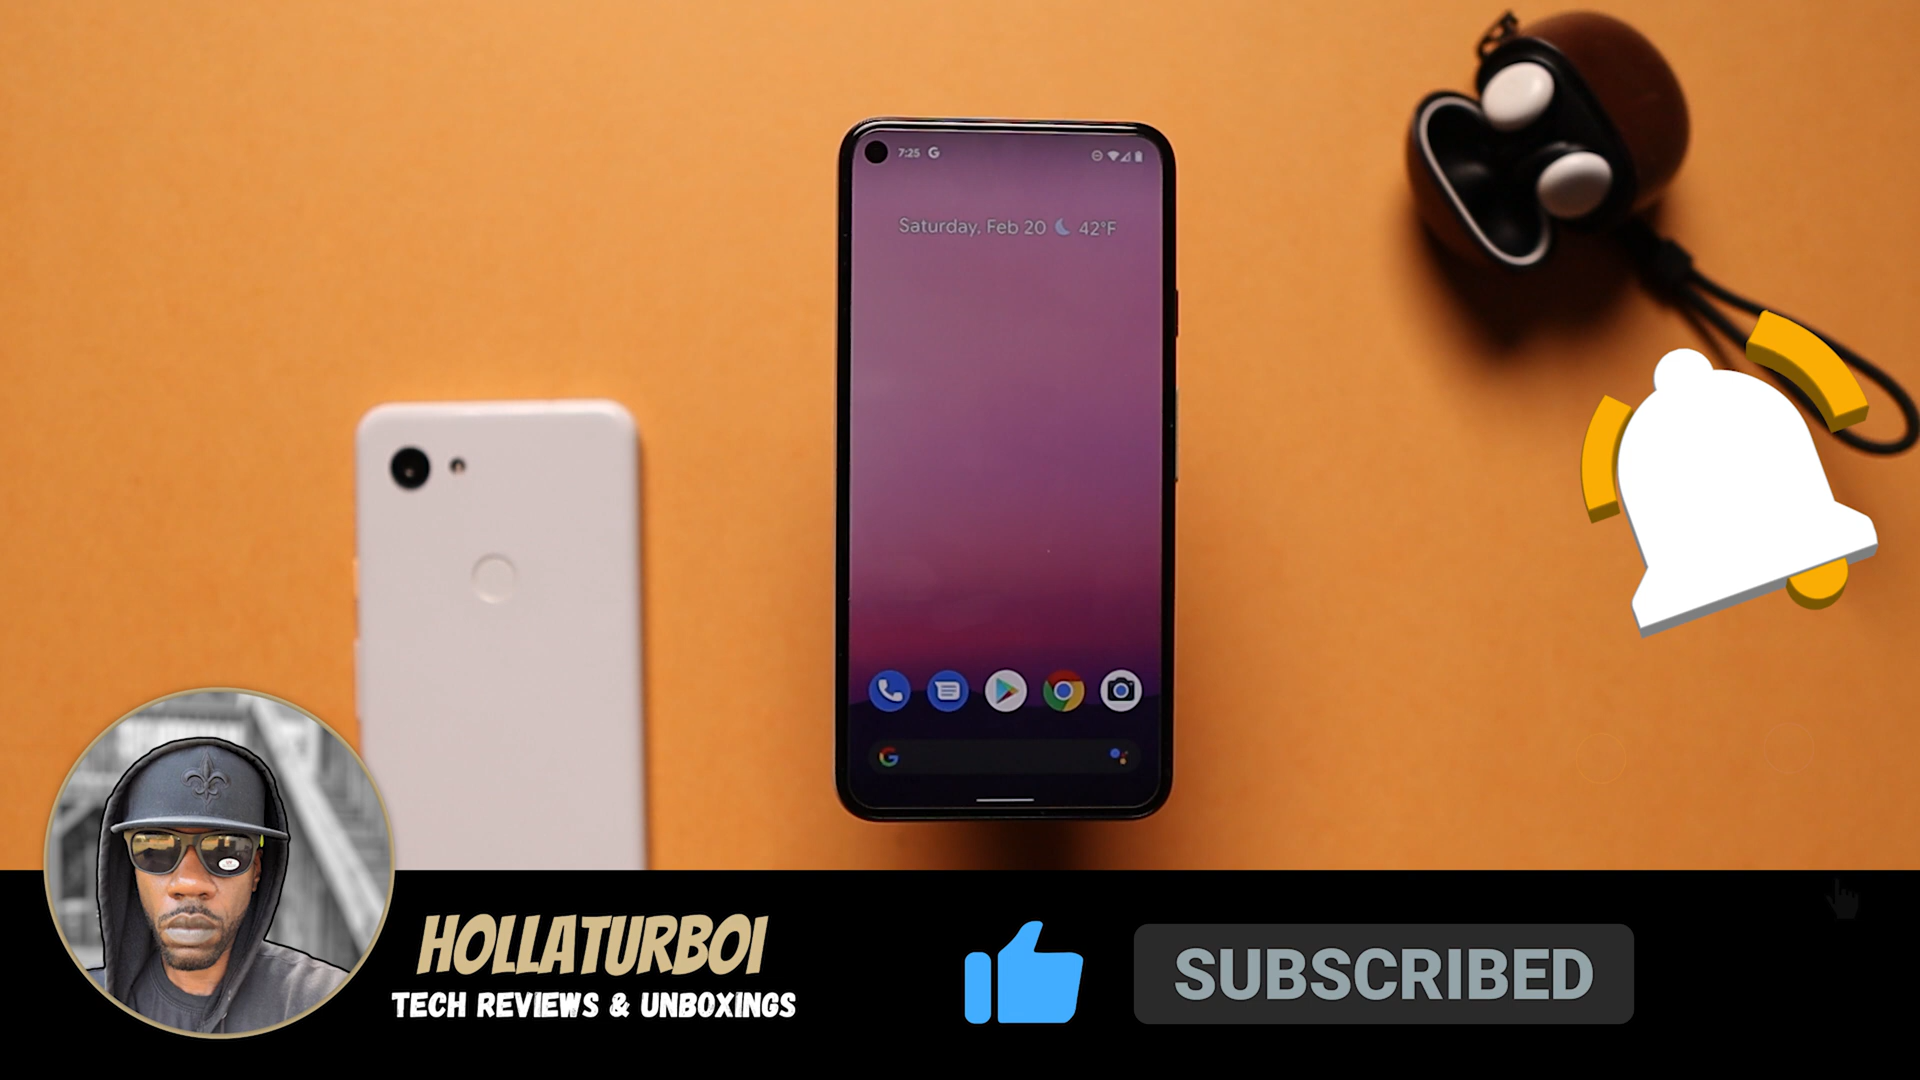 7:25 G
Saturday, Feb 20 42°F
G
HOLLATURBOI
TECH REVIEWS & UNBOXINGS
SUBSCRIBED